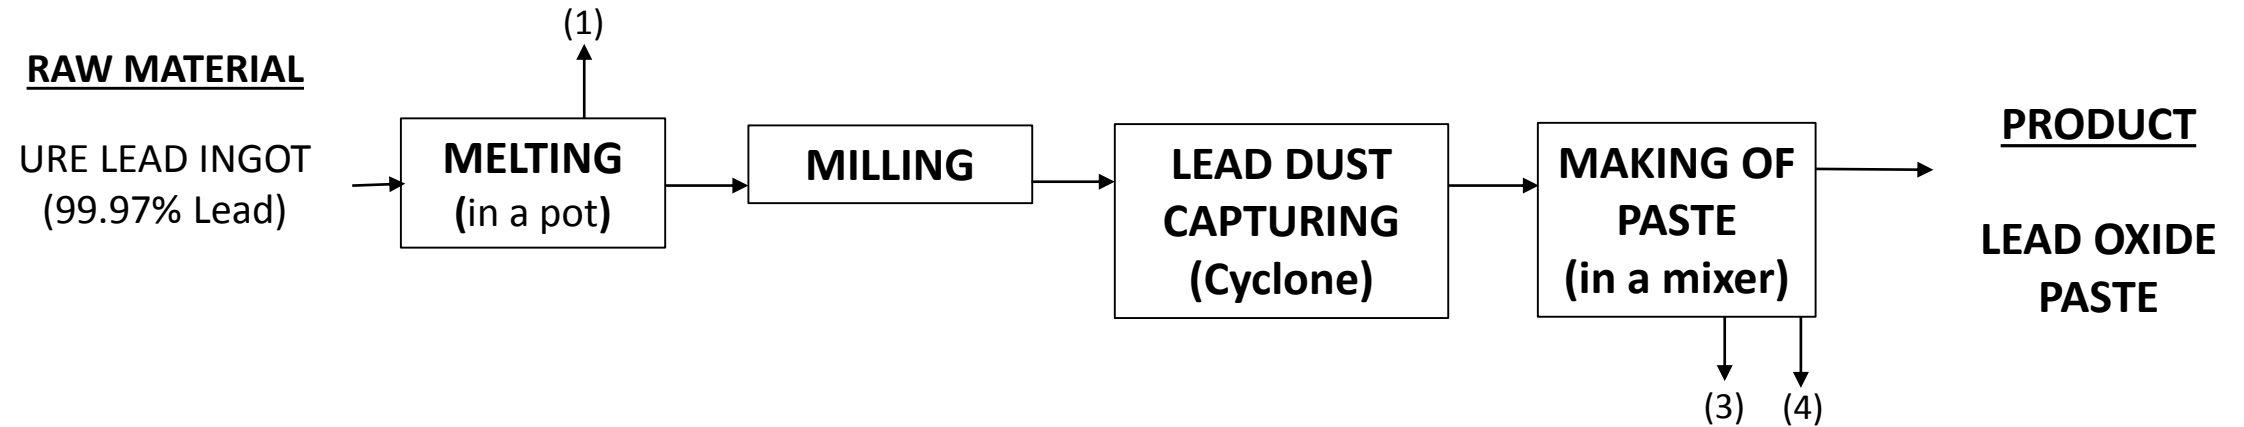 (1)
RAW MATERIAL
URE LEAD INGOT
(99.97% Lead)
MELTING
(in a pot)
MILLING
LEAD DUST
CAPTURING
(Cyclone)
MAKING OF
PASTE
(in a mixer)
(3) (4)
PRODUCT
LEAD OXIDE
PASTE